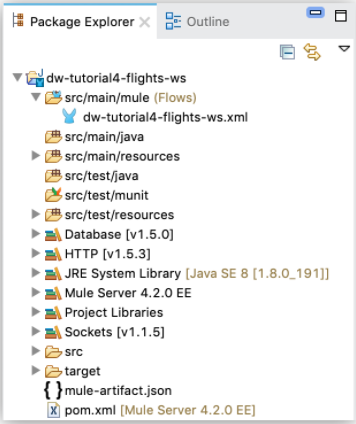 Package Explorer Outline
dw-tutorial4-flights-ws
src/main/mule (Flows)
dw-tutorial4-flights-ws.xml
src/main/java
src/main/resources
src/test/java
src/test/munit
src/test/resources
Database [v1.5.0]
HTTP [v1.5.3]
JRE System Library [Java SE 8 [1.8.0_191]]
Mule Server 4.2.0 EE
Project Libraries
Sockets [v1.1.5]
src
target
mule-artifact.json
pom.xml [Mule Server 4.2.0 EE]